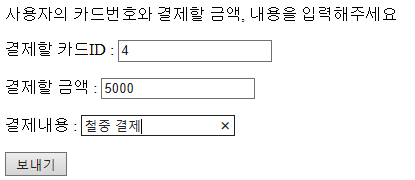 사용자의 카드번호와 결제할 금액, 내용을 입력해주세요
결제할 카드ID : 4
결제할 금액 : 5000
결제내용 : 철중 결제
보내기